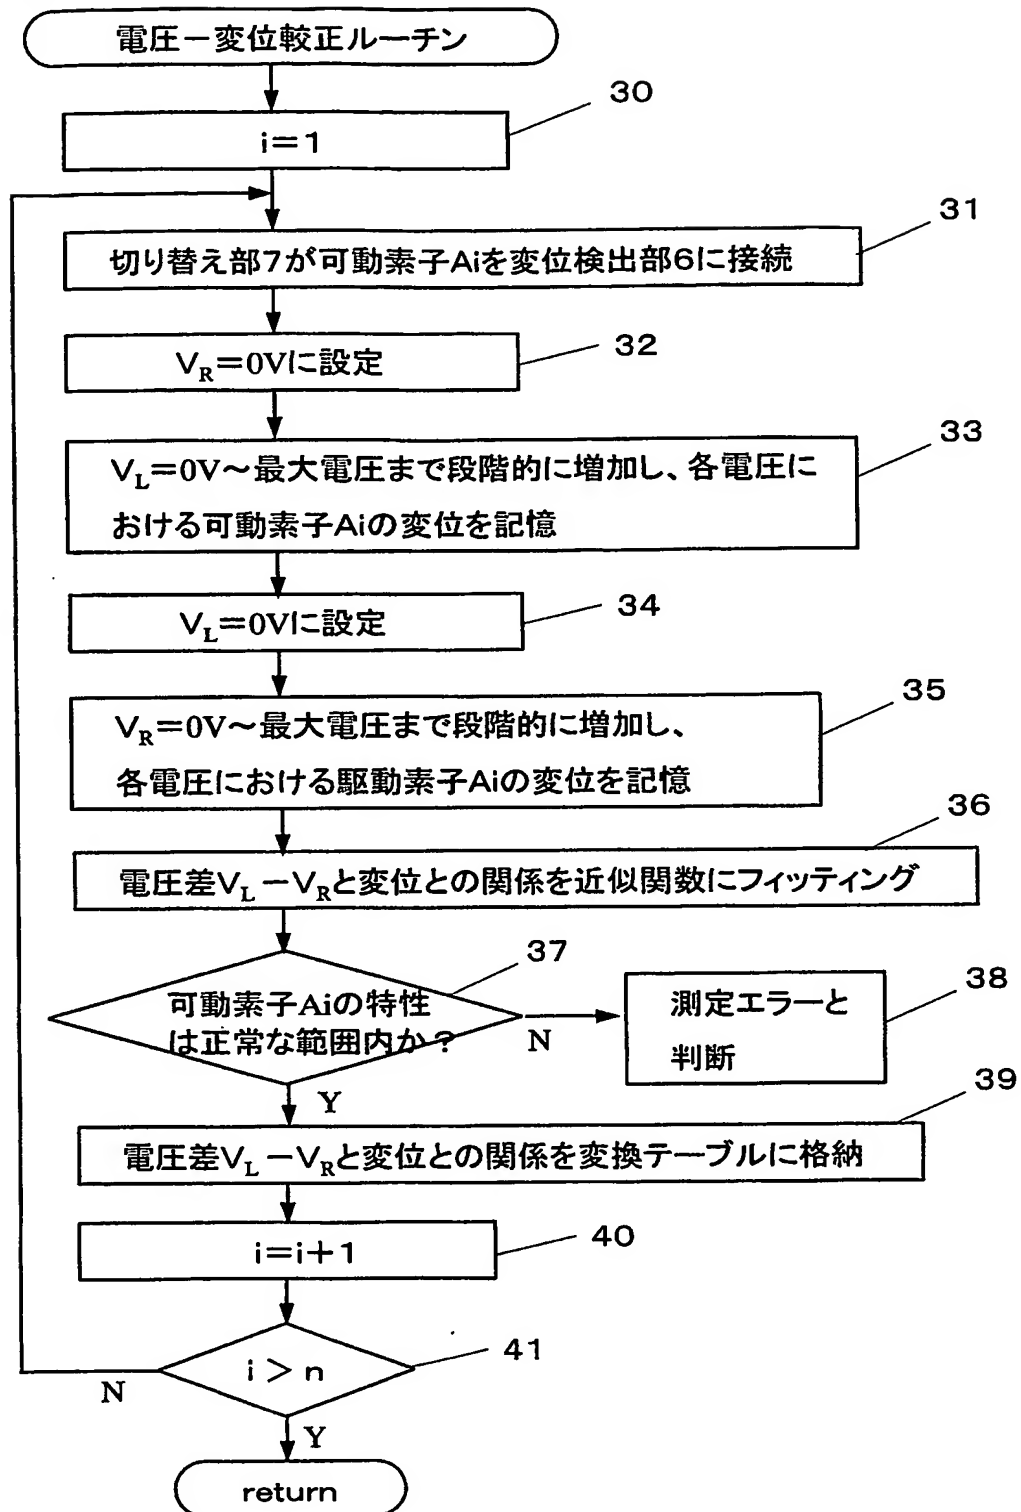 電圧－変位較正ルーチン
30
i＝1
31
切り替え部7が可動素子Aiを変位検出部6に接続
32
VR＝0Vに設定
33
VL＝0V～最大電圧まで段階的に増加し、各電圧に
おける可動素子Aiの変位を記憶
34
VL＝0Vに設定
35
VR＝0V～最大電圧まで段階的に増加し、
各電圧における駆動素子Aiの変位を記憶
36
電圧差VL－VRと変位との関係を近似関数にフィッティング
37
可動素子Aiの特性
は正常な範囲内か？
N
38
測定エラーと
判断
Y
39
電圧差VL－VRと変位との関係を変換テーブルに格納
40
i＝i＋1
41
i＞n
N
Y
return